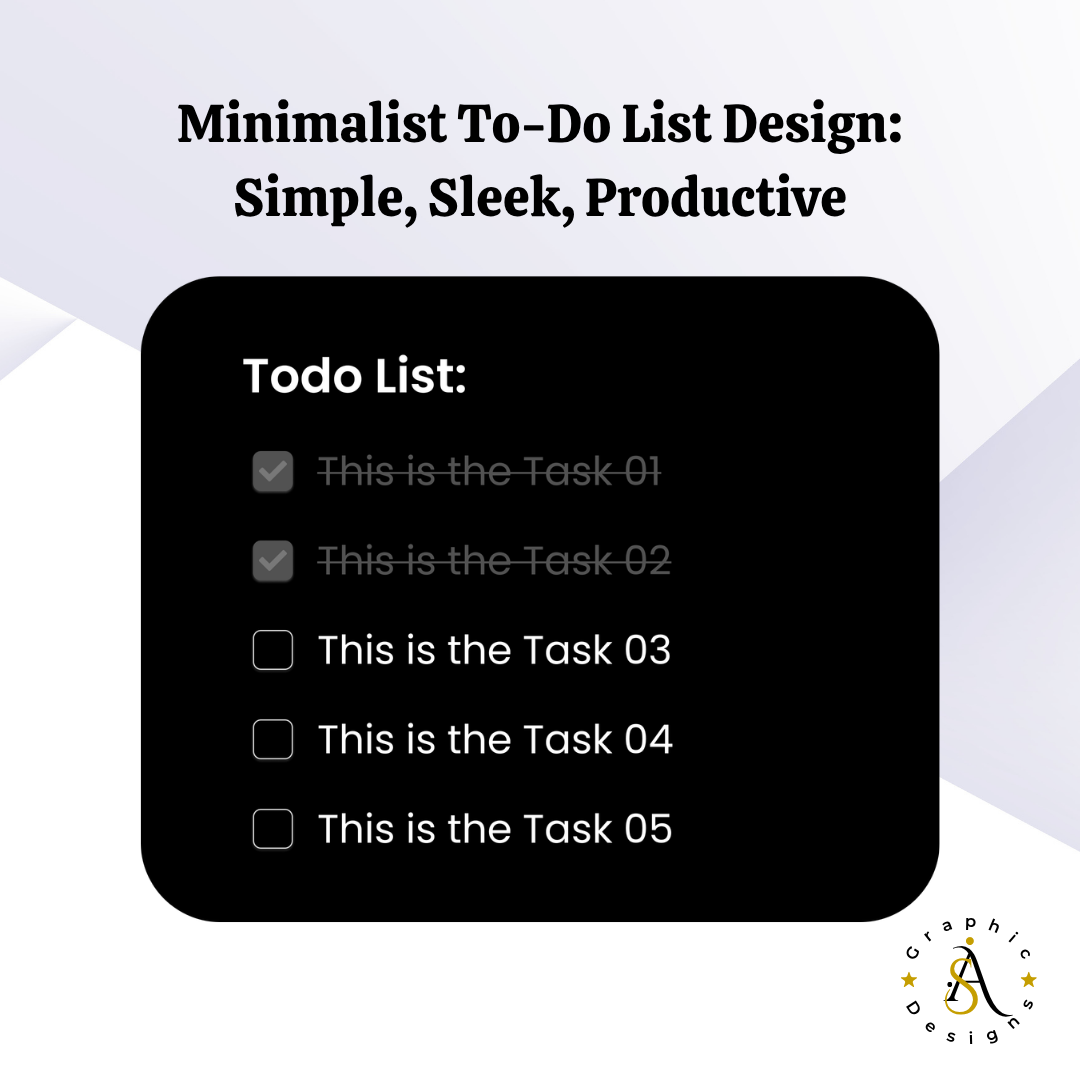 Minimalist To-Do List Design:
Simple, Sleek, Productive
Todo List:
This is the Task 01
This is the Task 02
This is the Task 03
This is the Task 04
This is the Task 05
Graphic
SA
Designs